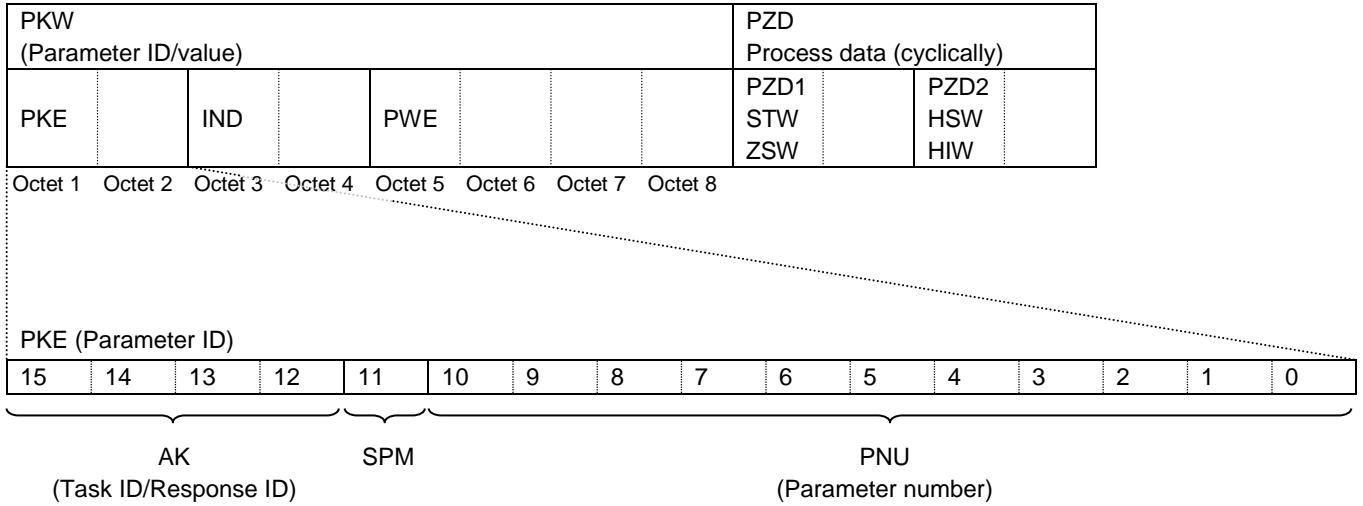 PKW
(Parameter ID/value)
PZD
Process data (cyclically)
PKE
IND
PWE
PZD1
STW
ZSW
PZD2
HSW
HIW
Octet 1 Octet 2 Octet 3 Octet 4 Octet 5 Octet 6 Octet 7 Octet 8
PKE (Parameter ID)
15 14 13 12 11 10 9 8 7 6 5 4 3 2 1 0
AK
(Task ID/Response ID)
SPM
PNU
(Parameter number)